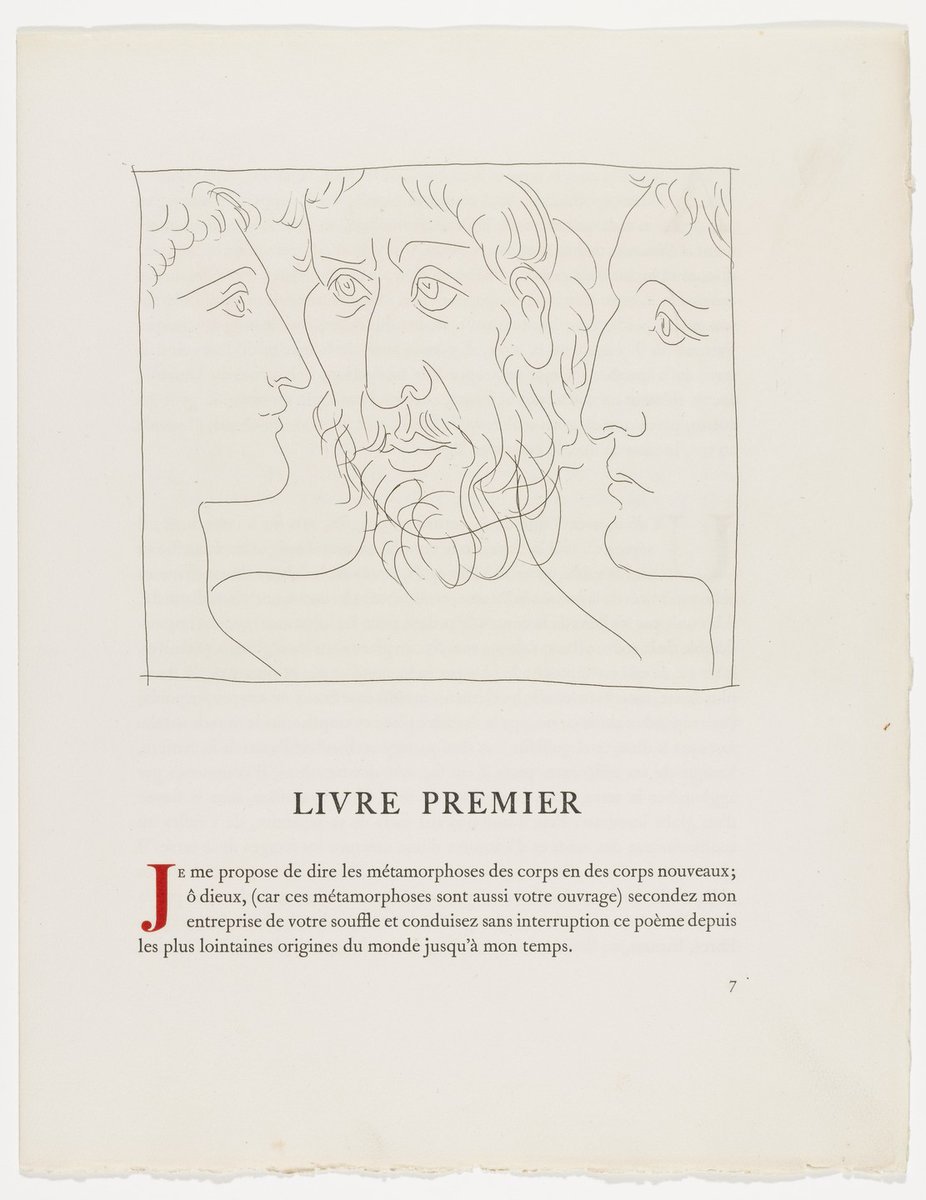 LIVRE PREMIER
JE me propose de dire les métamorphoses des corps en des corps nouveaux;
ô dieux, (car ces métamorphoses sont aussi votre ouvrage) secondez mon
entreprise de votre souffle et conduisez sans interruption ce poème depuis
les plus lointaines origines du monde jusqu'à mon temps.
7